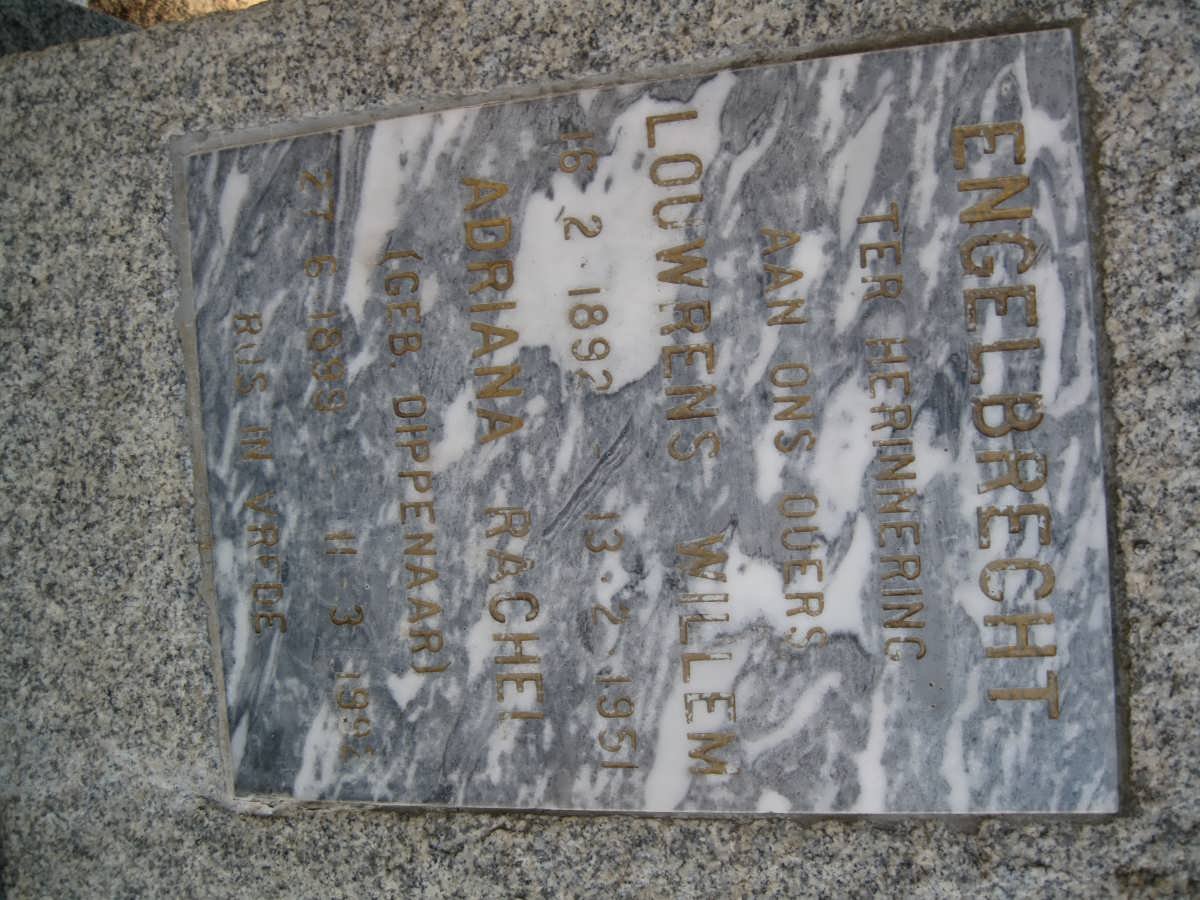 ENGELBRECHT
TER HERINNERING
AAN ONS OUERS
LOUWRENS WILLEM
16 2 1892 - 13 2 1951
ADRIANA RACHEL
(GEB. DIPPENAAR)
27 6 1899 - 11 3
RUS IN VREDE